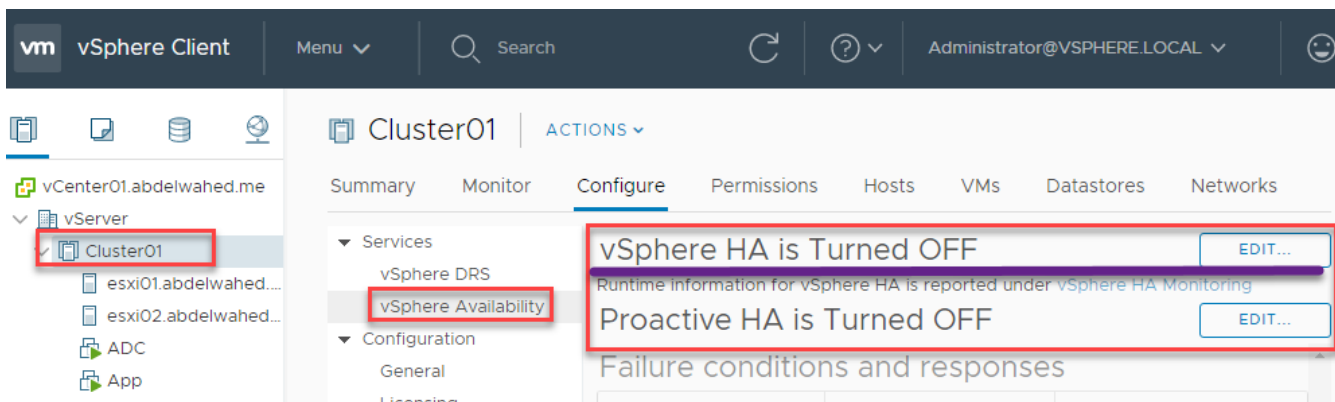 vm vSphere Client Menu Search Administrator@VSPHERE.LOCAL
Cluster01 ACTIONS
vCenter01.abdelwahed.me
Summary Monitor Configure Permissions Hosts VMs Datastores Networks
vServer
Cluster01
esxi01.abdelwahed....
esxi02.abdelwahed...
ADC
App
Services
vSphere DRS
vSphere Availability
Configuration
General
Licensing
vSphere HA is Turned OFF EDIT...
Runtime information for vSphere HA is reported under vSphere HA Monitoring
Proactive HA is Turned OFF EDIT...
Failure conditions and responses